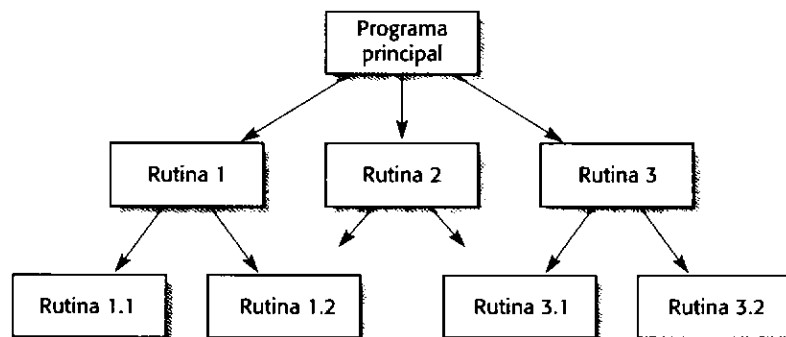 Programa
principal
Rutina 1
Rutina 2
Rutina 3
Rutina 1.1
Rutina 1.2
Rutina 3.1
Rutina 3.2